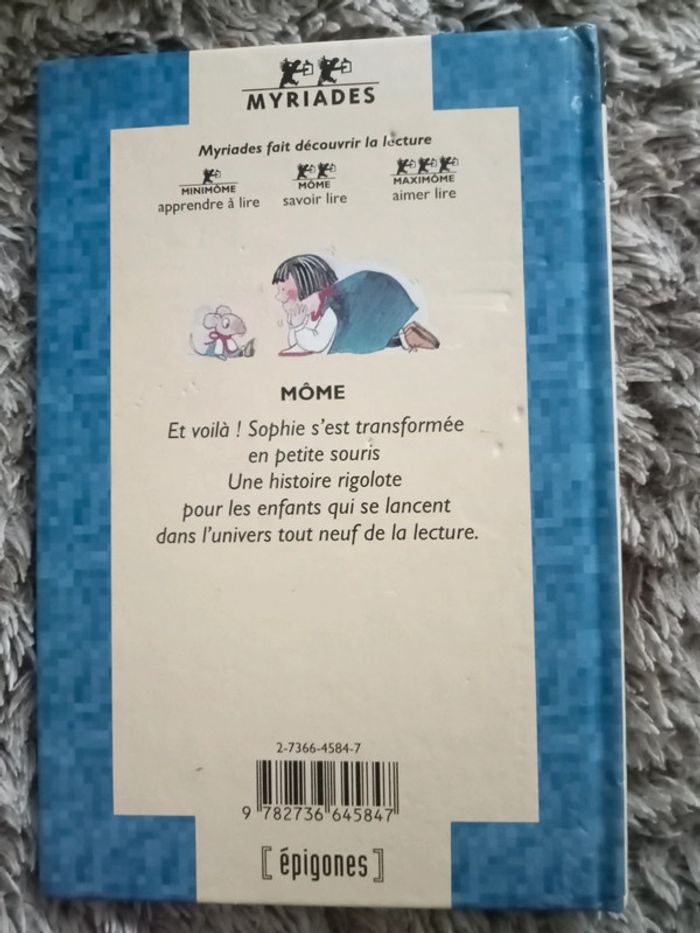 MYRIADES
Myriades fait découvrir la lecture
MINIMÔME
apprendre à lire
MÔME
savoir lire
MAXIMÔME
aimer lire
MÔME
Et voilà ! Sophie s'est transformée
en petite souris
Une histoire rigolote
pour les enfants qui se lancent
dans l'univers tout neuf de la lecture.
2-7366-4584-7
9 782736 645847
[épigones]